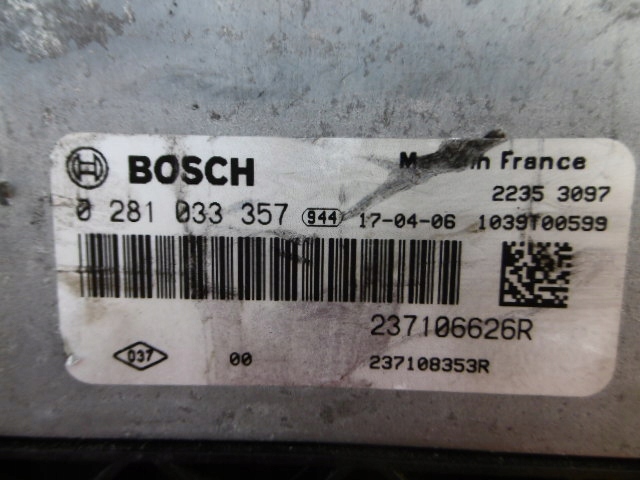 BOSCH
in France
2235 3097
0 281 033 357 944 17-04-06 1039T00599
237106626R
037 00 237108353R